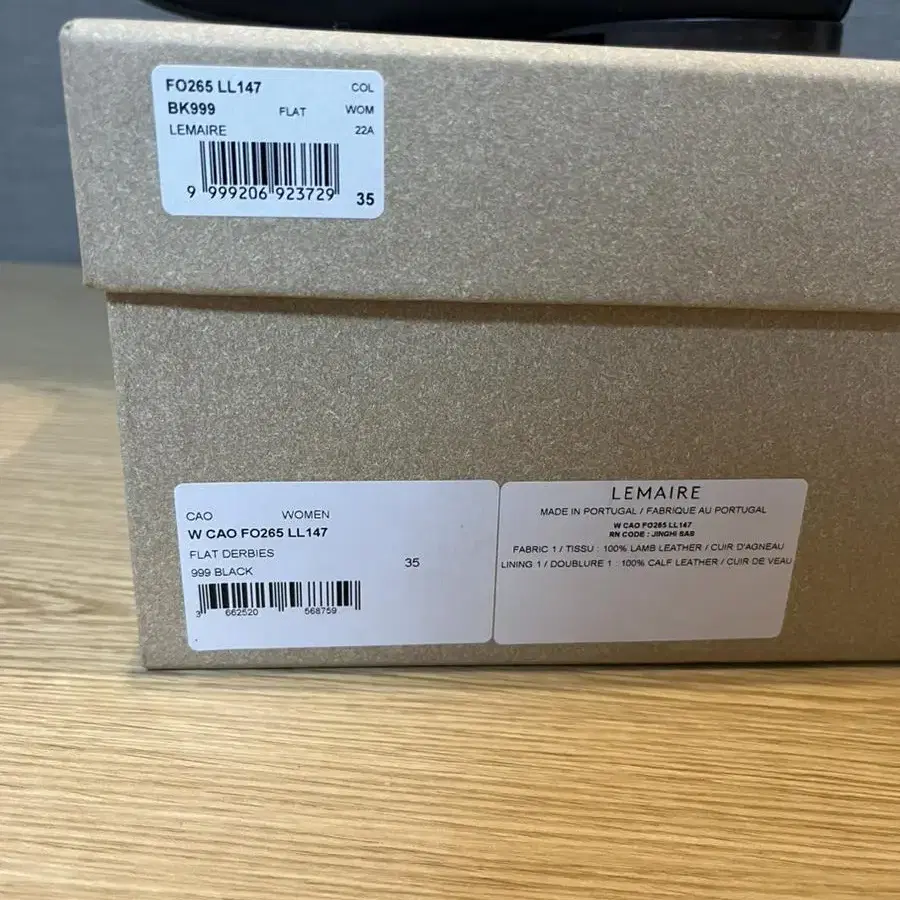 FO265 LL147 COL
BK999 FLAT WOM
LEMAIRE 22A
9 999206 923729 35
CAO WOMEN
W CAO FO265 LL147
FLAT DERBIES
999 BLACK 35
3 662520 568759
LEMAIRE
MADE IN PORTUGAL / FABRIQUE AU PORTUGAL
W CAO FO265 LL147
RN CODE : JINGHI SAS
FABRIC 1 / TISSU : 100% LAMB LEATHER / CUIR D'AGNEAU
LINING 1 / DOUBLURE 1 : 100% CALF LEATHER / CUIR DE VEAU